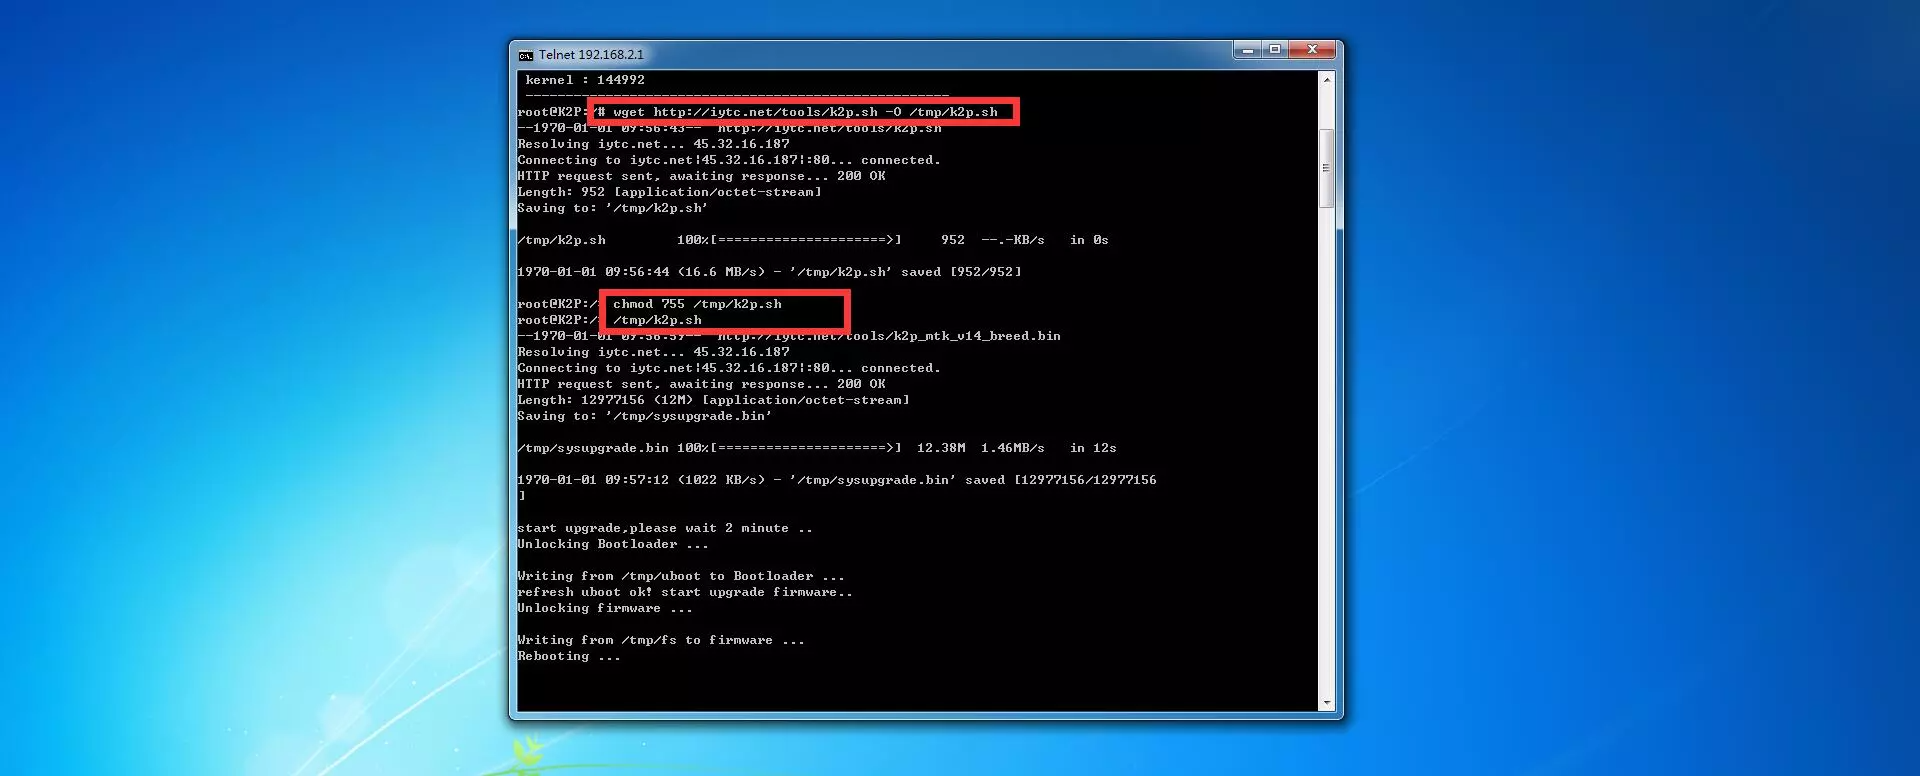 Telnet 192.168.2.1
kernel : 144992
-----------------------------------------------------
root@K2P:/# wget http://iytc.net/tools/k2p.sh -O /tmp/k2p.sh
--1970-01-01 09:56:43-- http://iytc.net/tools/k2p.sh
Resolving iytc.net... 45.32.16.187
Connecting to iytc.net|45.32.16.187|:80... connected.
HTTP request sent, awaiting response... 200 OK
Length: 952 [application/octet-stream]
Saving to: '/tmp/k2p.sh'
/tmp/k2p.sh 100%[=====================>] 952 --.-KB/s in 0s
1970-01-01 09:56:44 (16.6 MB/s) - '/tmp/k2p.sh' saved [952/952]
root@K2P:/ chmod 755 /tmp/k2p.sh
root@K2P:/ /tmp/k2p.sh
--1970-01-01 09:56:59-- http://iytc.net/tools/k2p_mtk_v14_breed.bin
Resolving iytc.net... 45.32.16.187
Connecting to iytc.net|45.32.16.187|:80... connected.
HTTP request sent, awaiting response... 200 OK
Length: 12977156 (12M) [application/octet-stream]
Saving to: '/tmp/sysupgrade.bin'
/tmp/sysupgrade.bin 100%[=====================>] 12.38M 1.46MB/s in 12s
1970-01-01 09:57:12 (1022 KB/s) - '/tmp/sysupgrade.bin' saved [12977156/12977156
]
start upgrade,please wait 2 minute ..
Unlocking Bootloader ...
Writing from /tmp/uboot to Bootloader ...
refresh uboot ok! start upgrade firmware..
Unlocking firmware ...
Writing from /tmp/fs to firmware ...
Rebooting ...